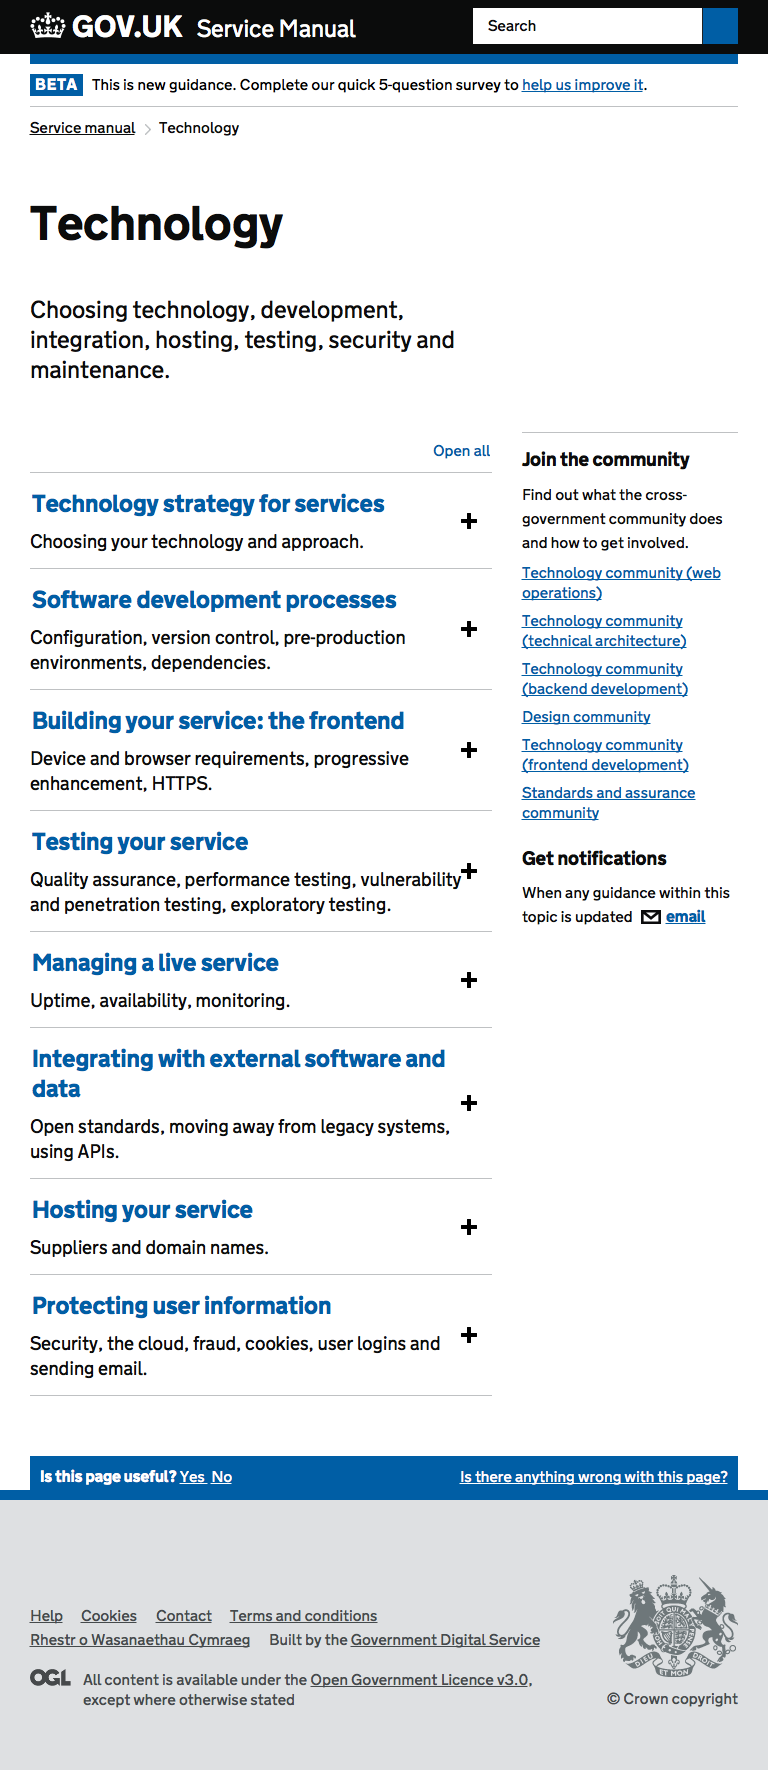 GOV.UK Service Manual
Search
BETA This is new guidance. Complete our quick 5-question survey to help us improve it.
Service manual Technology
Technology
Choosing technology, development,
integration, hosting, testing, security and
maintenance.
Open all
Technology strategy for services
Choosing your technology and approach.
Software development processes
Configuration, version control, pre-production
environments, dependencies.
Building your service: the frontend
Device and browser requirements, progressive
enhancement, HTTPS.
Testing your service
Quality assurance, performance testing, vulnerability
and penetration testing, exploratory testing.
Managing a live service
Uptime, availability, monitoring.
Integrating with external software and
data
Open standards, moving away from legacy systems,
using APIs.
Hosting your service
Suppliers and domain names.
Protecting user information
Security, the cloud, fraud, cookies, user logins and
sending email.
Join the community
Find out what the cross-
government community does
and how to get involved.
Technology community (web
operations)
Technology community
(technical architecture)
Technology community
(backend development)
Design community
Technology community
(frontend development)
Standards and assurance
community
Get notifications
When any guidance within this
topic is updated email
Is this page useful? Yes No
Is there anything wrong with this page?
Help Cookies Contact Terms and conditions
Rhestr o Wasanaethau Cymraeg Built by the Government Digital Service
OGL All content is available under the Open Government Licence v3.0,
except where otherwise stated
DIEU ET MON DROIT
© Crown copyright